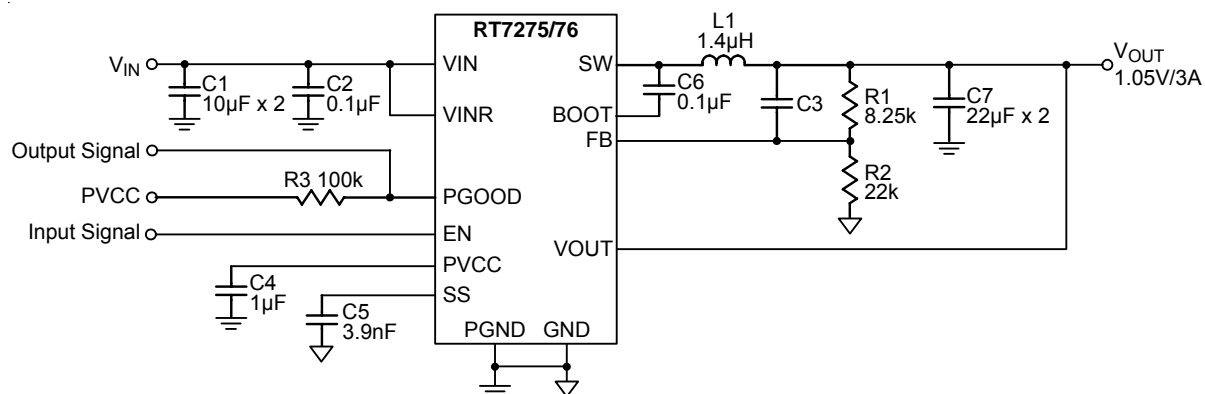 RT7275/76
L1
1.4µH
VIN
VIN
SW
VOUT
1.05V/3A
C1
10µF x 2
C2
0.1µF
C6
0.1µF
C3
R1
8.25k
C7
22µF x 2
VINR
BOOT
FB
Output Signal
R2
22k
R3 100k
PVCC
PGOOD
Input Signal
EN
VOUT
PVCC
C4
1µF
SS
C5
3.9nF
PGND GND